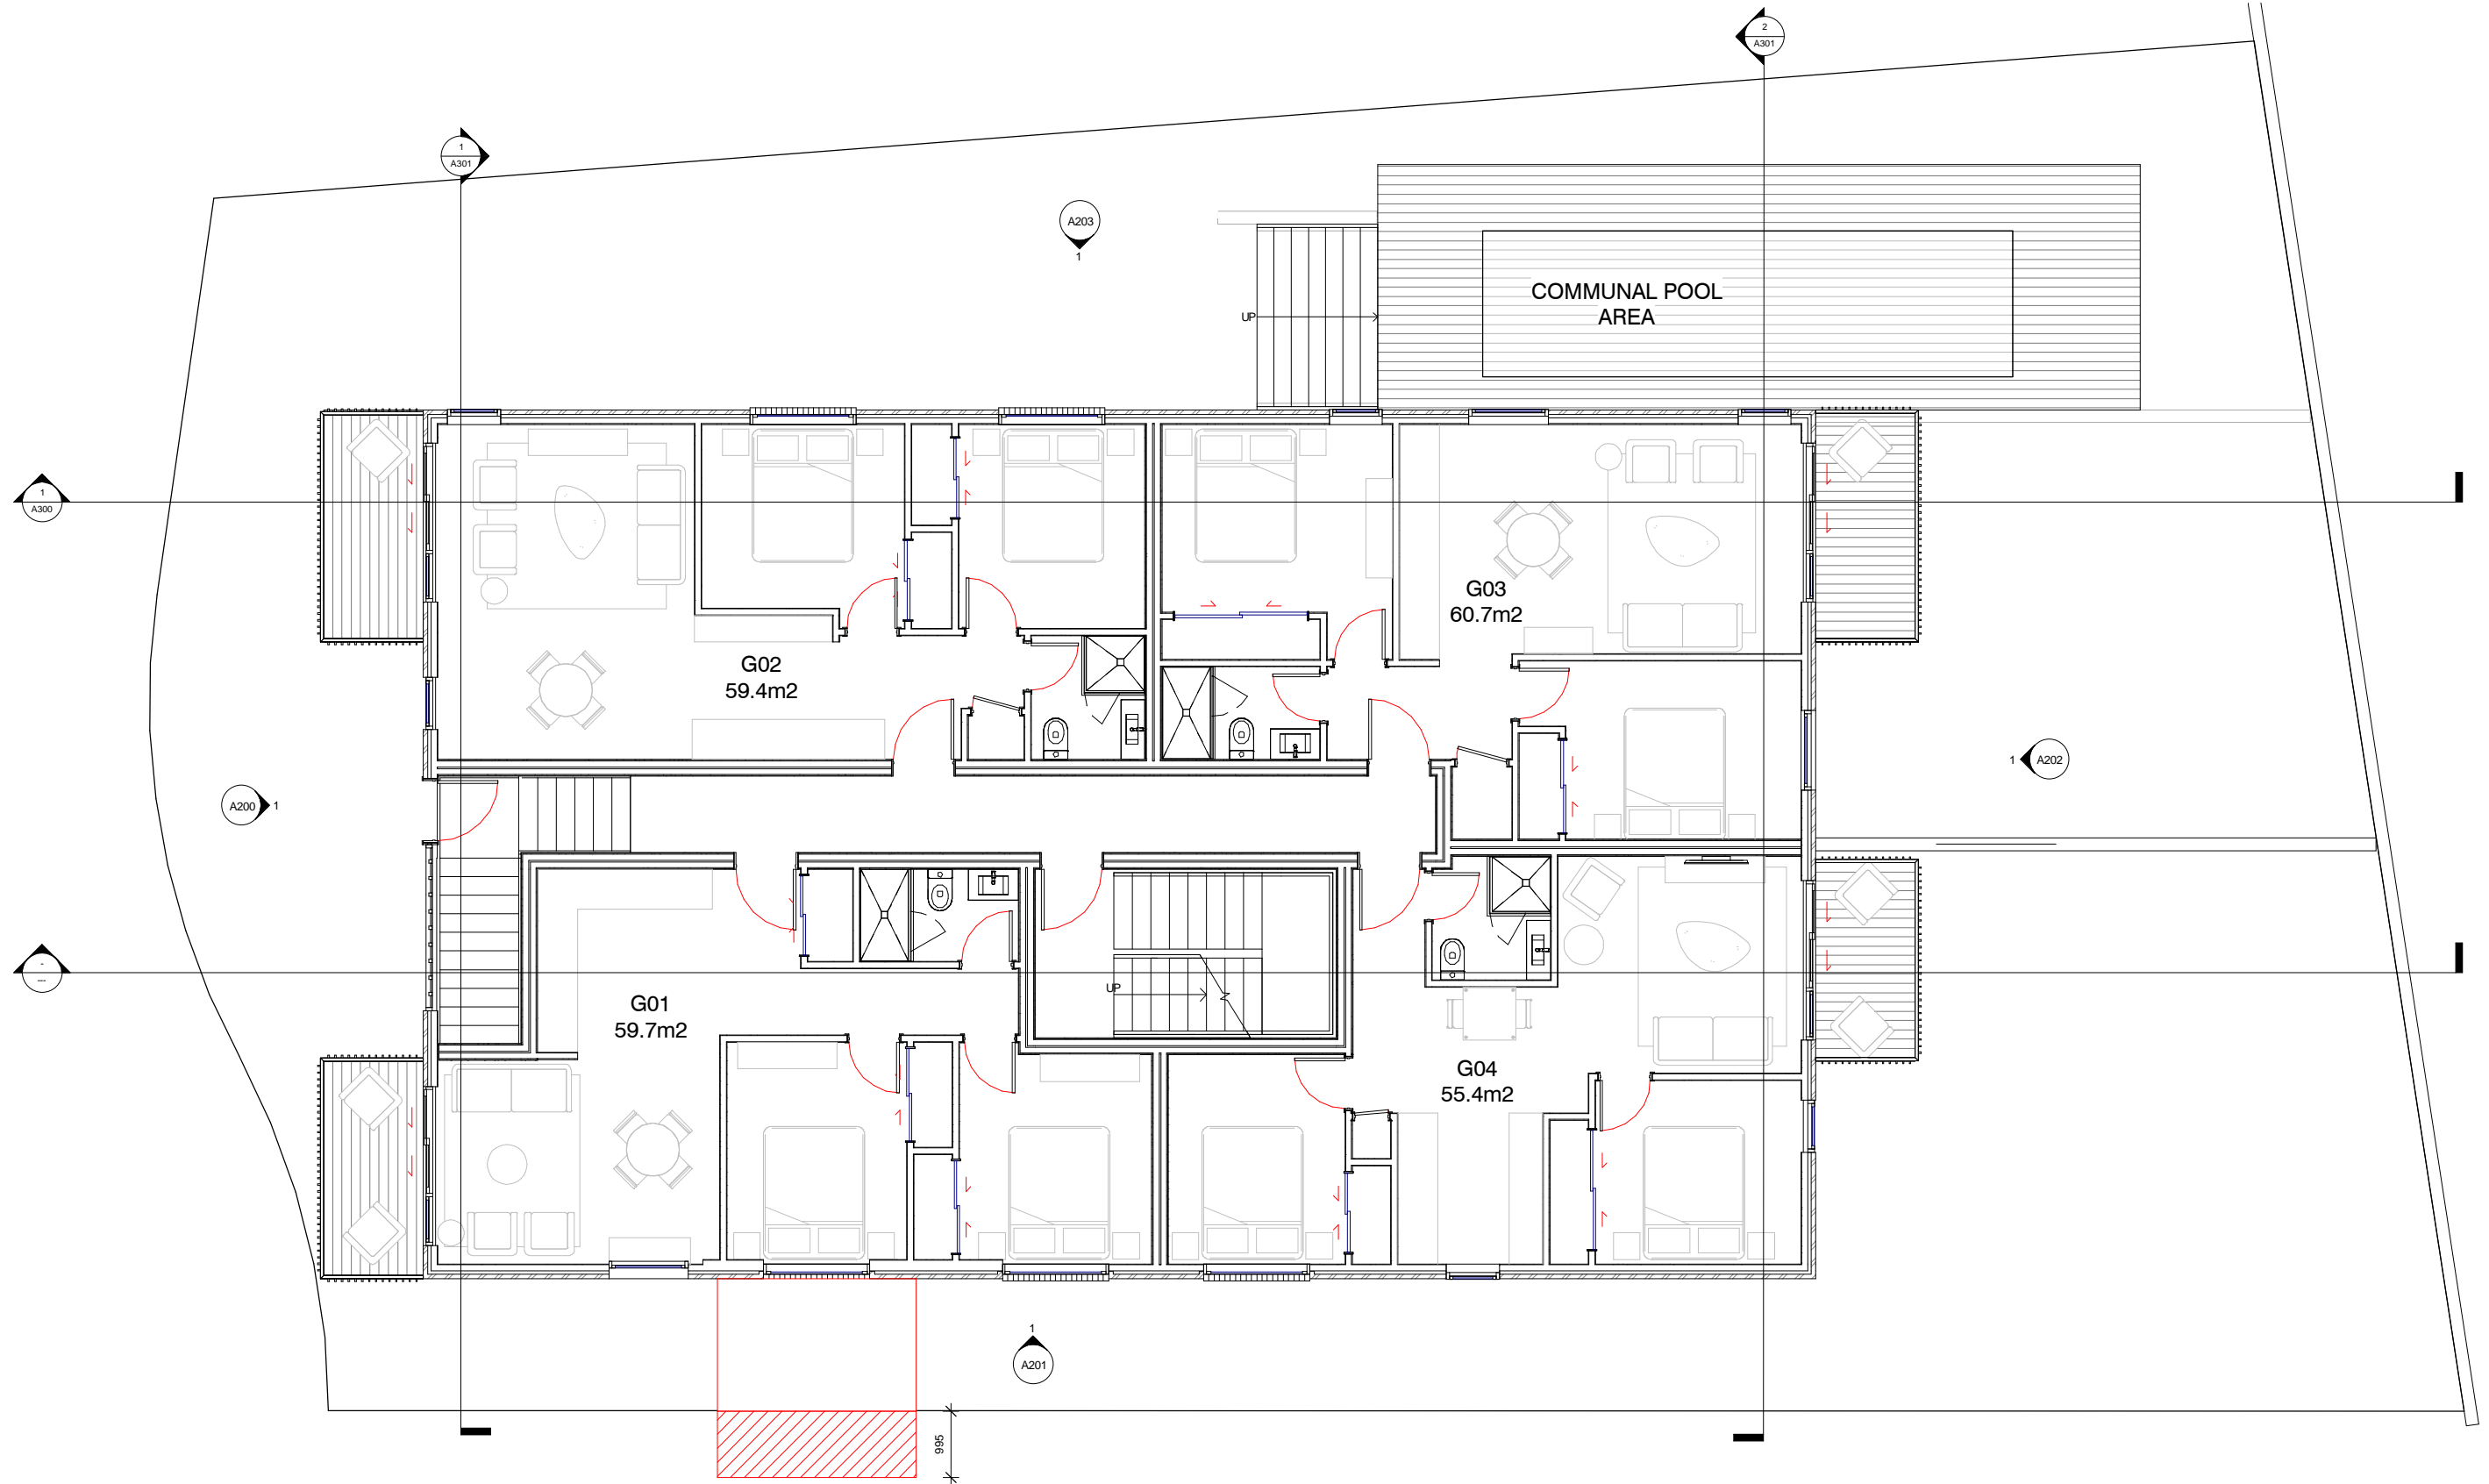 2
A301
1
A301
A203
1
COMMUNAL POOL
AREA
UP
1
A300
G03
60.7m2
G02
59.4m2
1
A202
A200
1
-
---
UP
G01
59.7m2
G04
55.4m2
1
A201
995